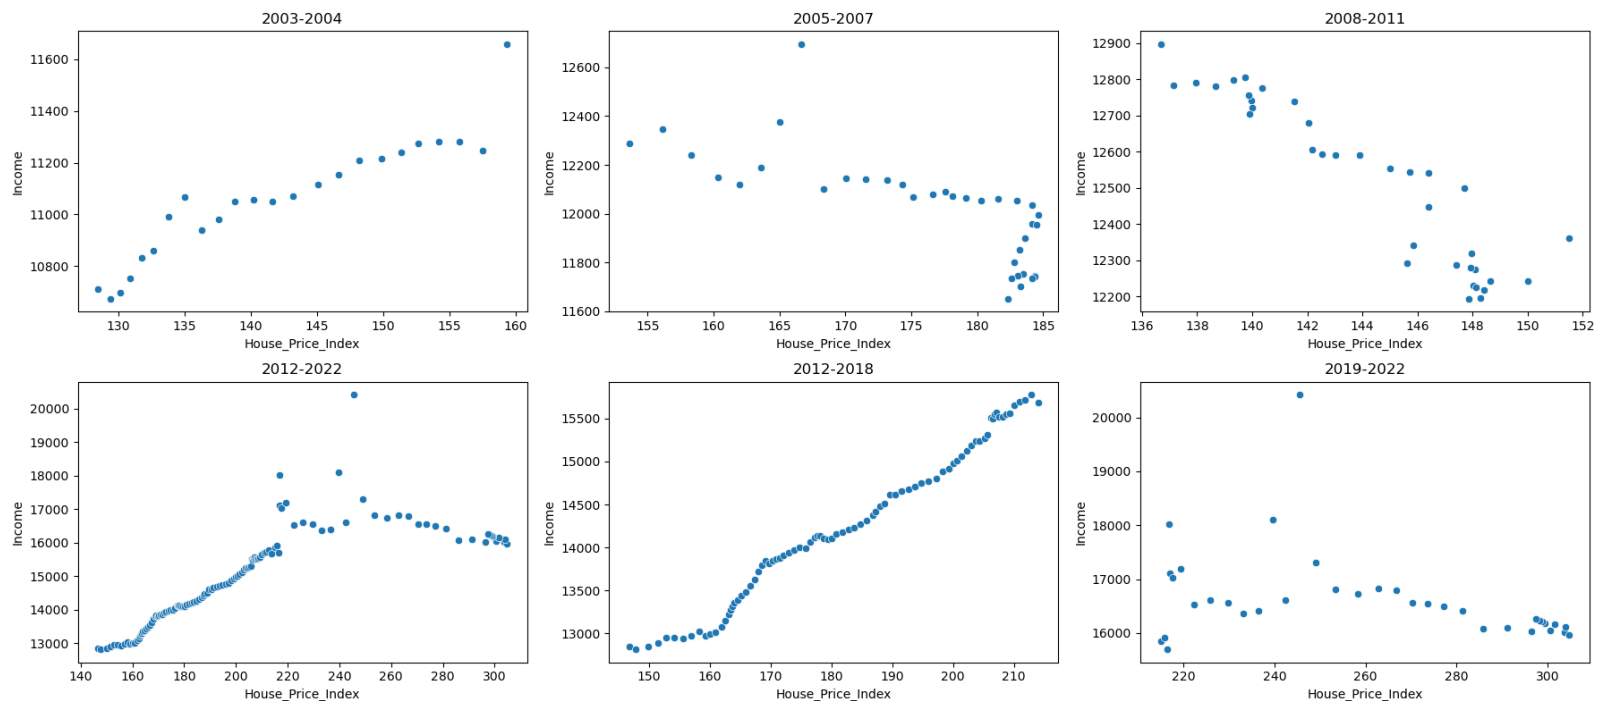 2003-2004
11600
11400
11200
11000
10800
Income
130 135 140 145 150 155 160
House_Price_Index
2005-2007
12600
12400
12200
12000
11800
11600
Income
155 160 165 170 175 180 185
House_Price_Index
2008-2011
12900
12800
12700
12600
12500
12400
12300
12200
Income
136 138 140 142 144 146 148 150 152
House_Price_Index
2012-2022
20000
19000
18000
17000
16000
15000
14000
13000
Income
140 160 180 200 220 240 260 280 300
House_Price_Index
2012-2018
15500
15000
14500
14000
13500
13000
Income
150 160 170 180 190 200 210
House_Price_Index
2019-2022
20000
19000
18000
17000
16000
Income
220 240 260 280 300
House_Price_Index